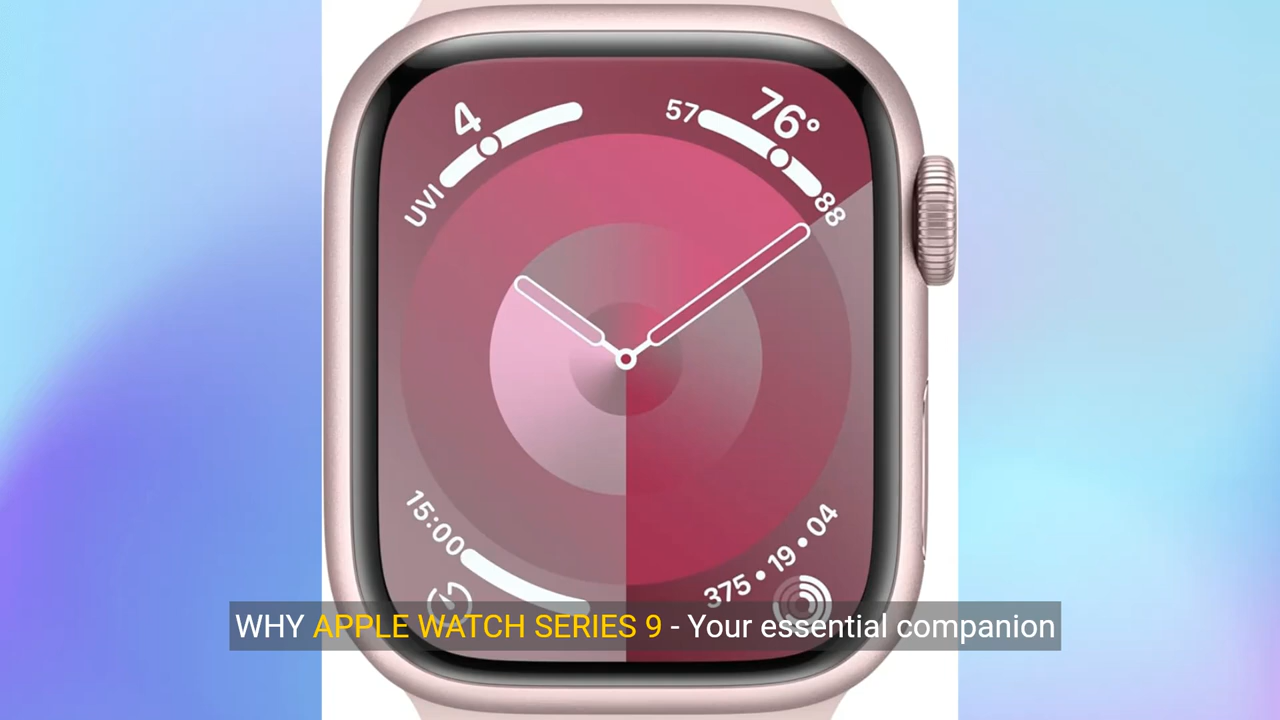 4
UVI
57
76°
88
15:00
375 • 19 • 04
WHY APPLE WATCH SERIES 9 - Your essential companion